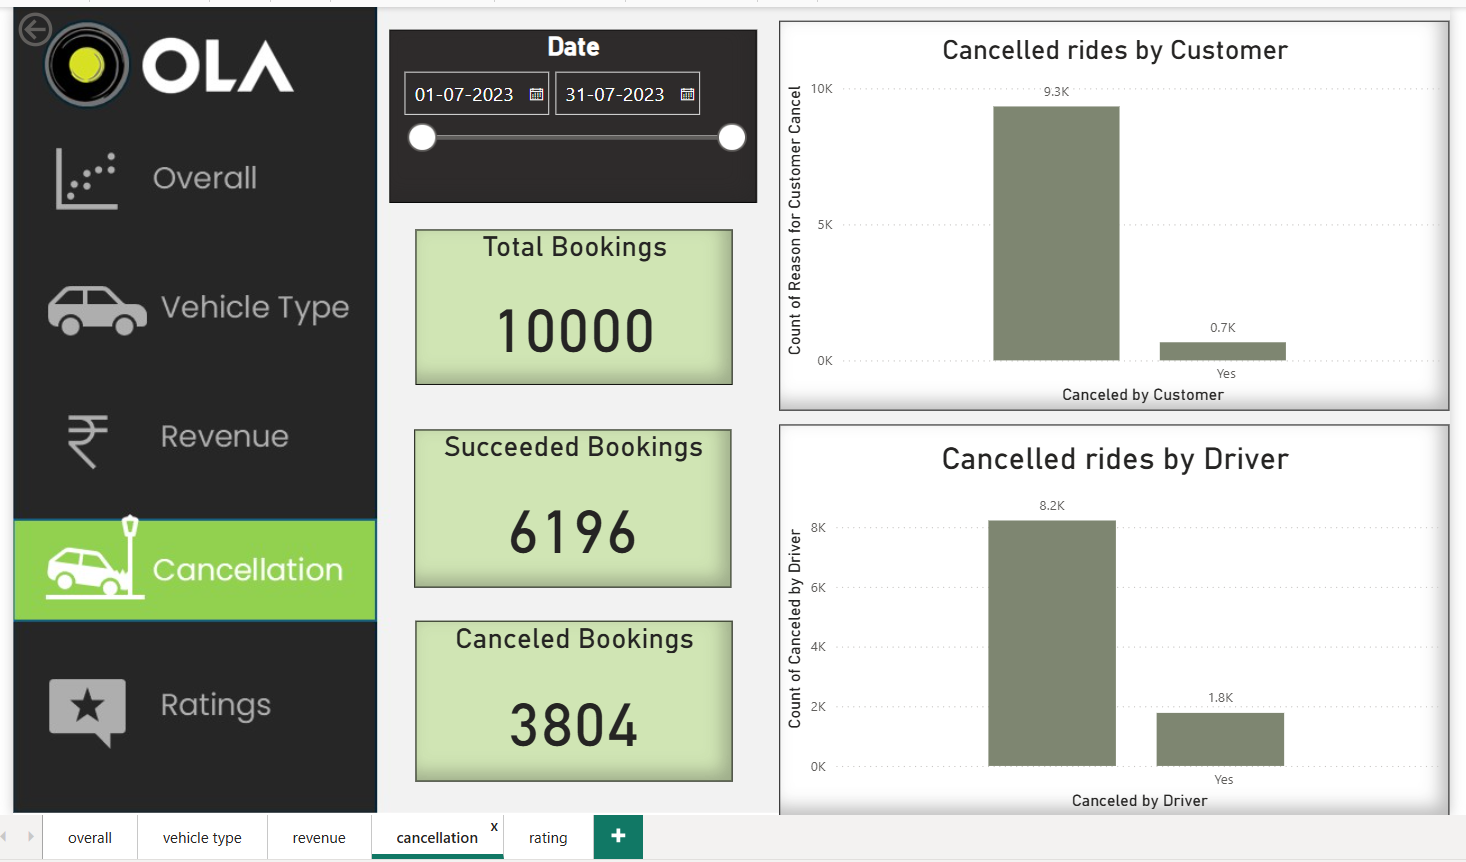 OLA
Overall
Vehicle Type
Revenue
Cancellation
Ratings
Date
01-07-2023
31-07-2023
Total Bookings
10000
Succeeded Bookings
6196
Canceled Bookings
3804
Cancelled rides by Customer
Count of Reason for Customer Cancel
10K
5K
0K
9.3K
0.7K
Yes
Canceled by Customer
Cancelled rides by Driver
Count of Canceled by Driver
8K
6K
4K
2K
0K
8.2K
1.8K
Yes
Canceled by Driver
overall
vehicle type
revenue
cancellation
x
rating
+